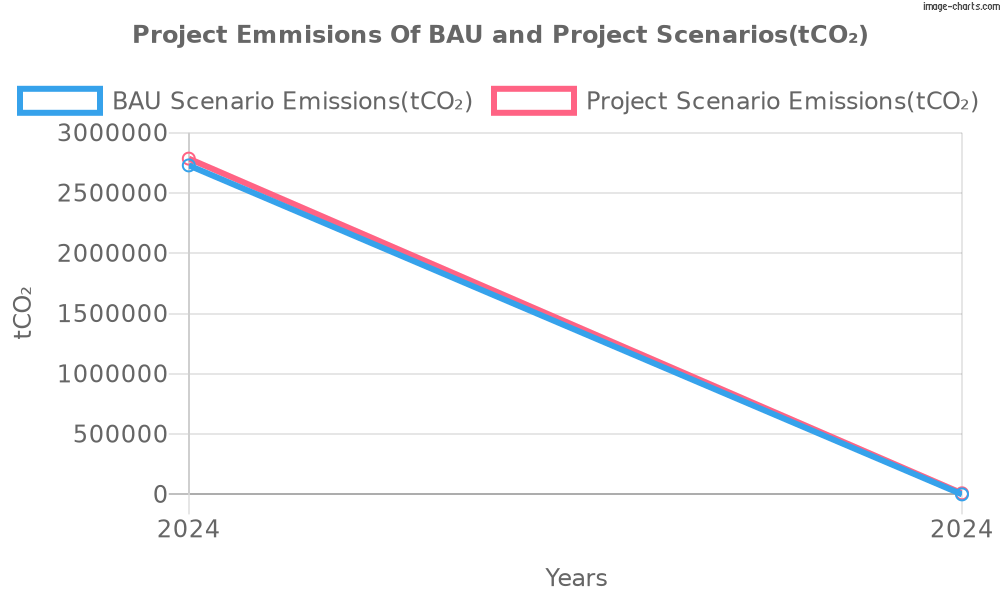 image-charts.com
Project Emmisions Of BAU and Project Scenarios(tCO₂)
BAU Scenario Emissions(tCO₂) Project Scenario Emissions(tCO₂)
3000000
2500000
2000000
1500000
1000000
500000
0
tCO₂
2024 2024
Years